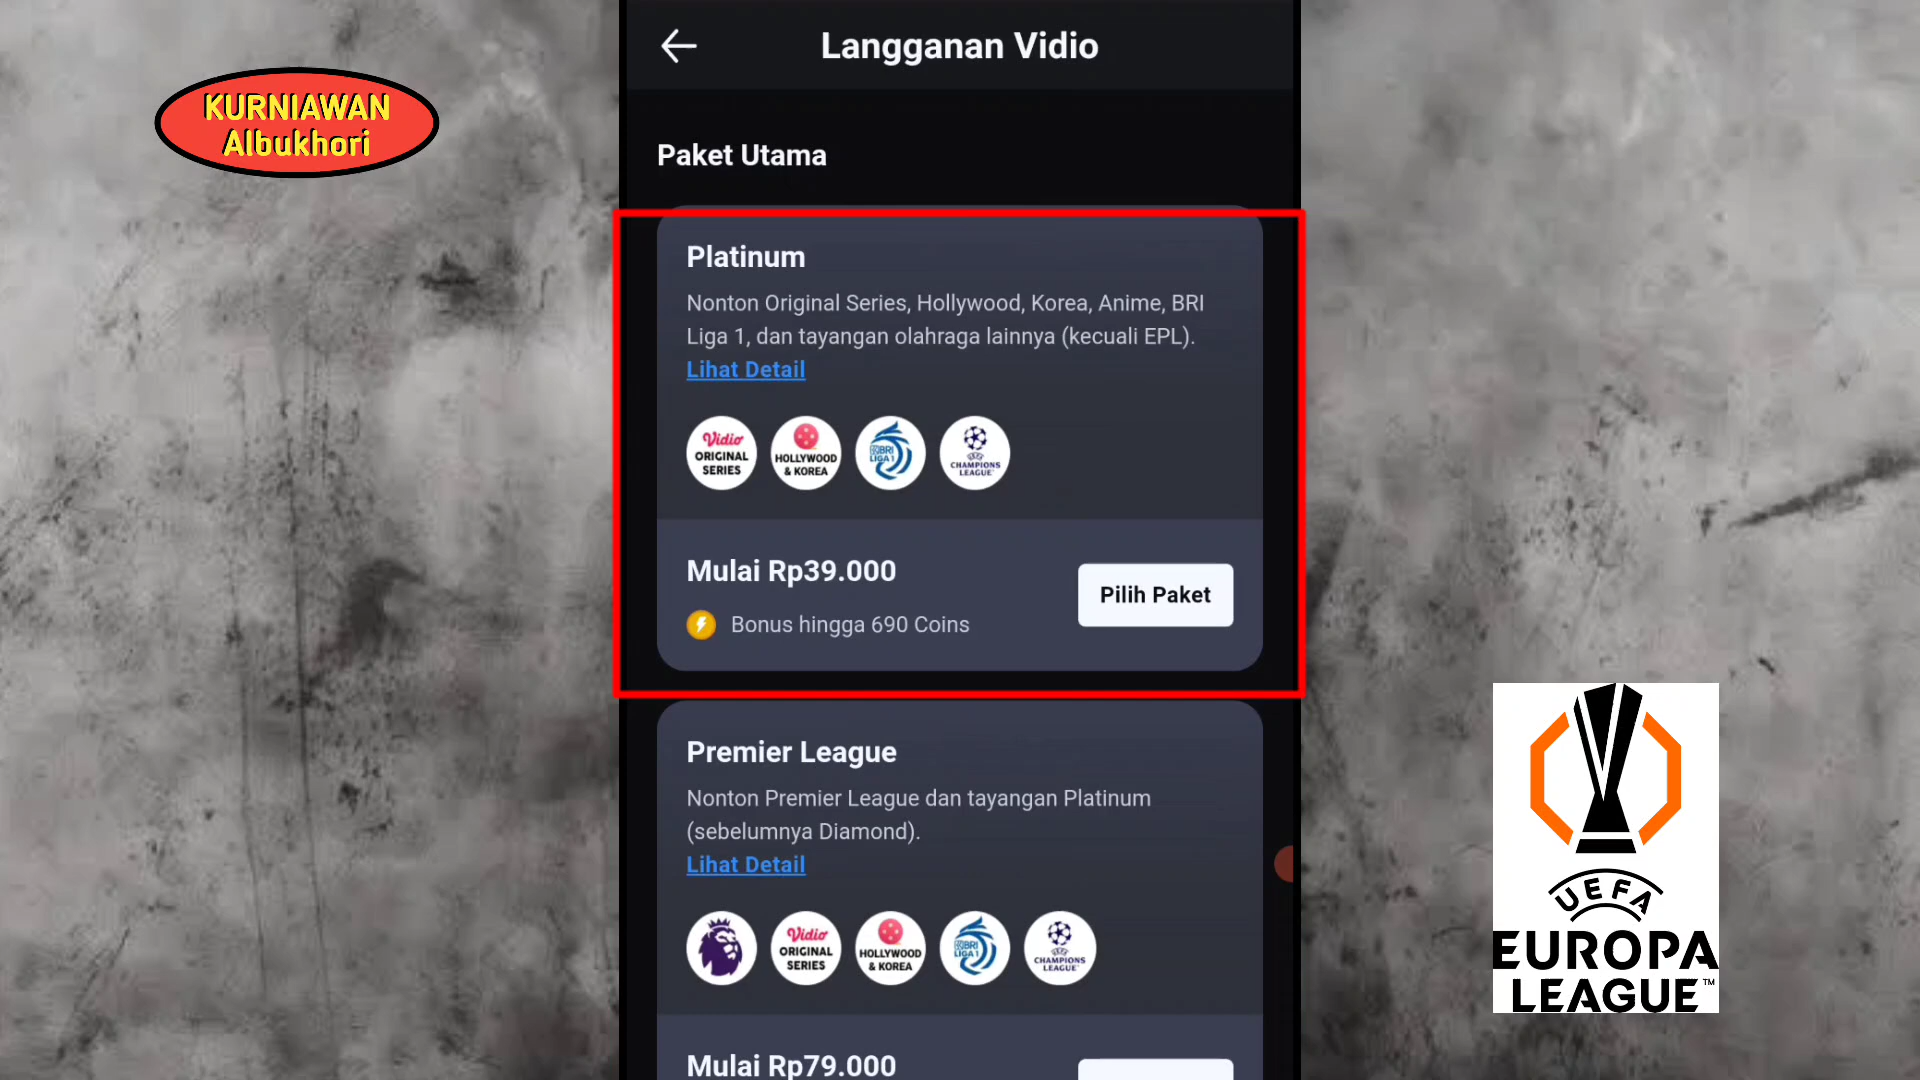 KURNIAWAN
Albukhori
Langganan Vidio
Paket Utama
Platinum
Nonton Original Series, Hollywood, Korea, Anime, BRI
Liga 1, dan tayangan olahraga lainnya (kecuali EPL).
Lihat Detail
Vidio
ORIGINAL
SERIES
HOLLYWOOD
& KOREA
BRI
LIGA 1
UEFA
CHAMPIONS
LEAGUE
Mulai Rp39.000
Bonus hingga 690 Coins
Pilih Paket
Premier League
Nonton Premier League dan tayangan Platinum
(sebelumnya Diamond).
Lihat Detail
Vidio
ORIGINAL
SERIES
HOLLYWOOD
& KOREA
BRI
LIGA 1
UEFA
CHAMPIONS
LEAGUE
Mulai Rp79.000
UEFA
EUROPA
LEAGUE™